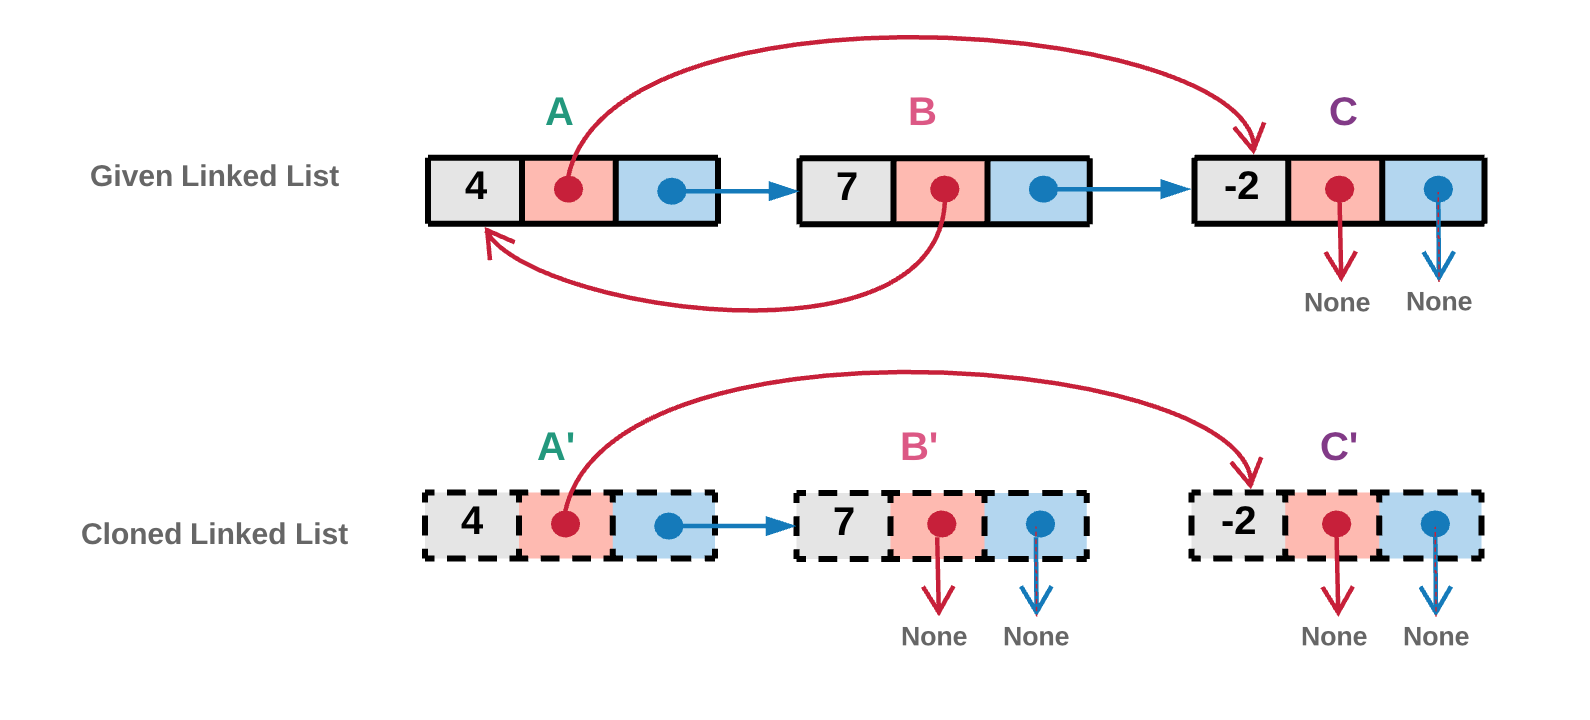 A B C
Given Linked List 4 7 -2
None None
A' B' C'
Cloned Linked List 4 7 -2
None None None None